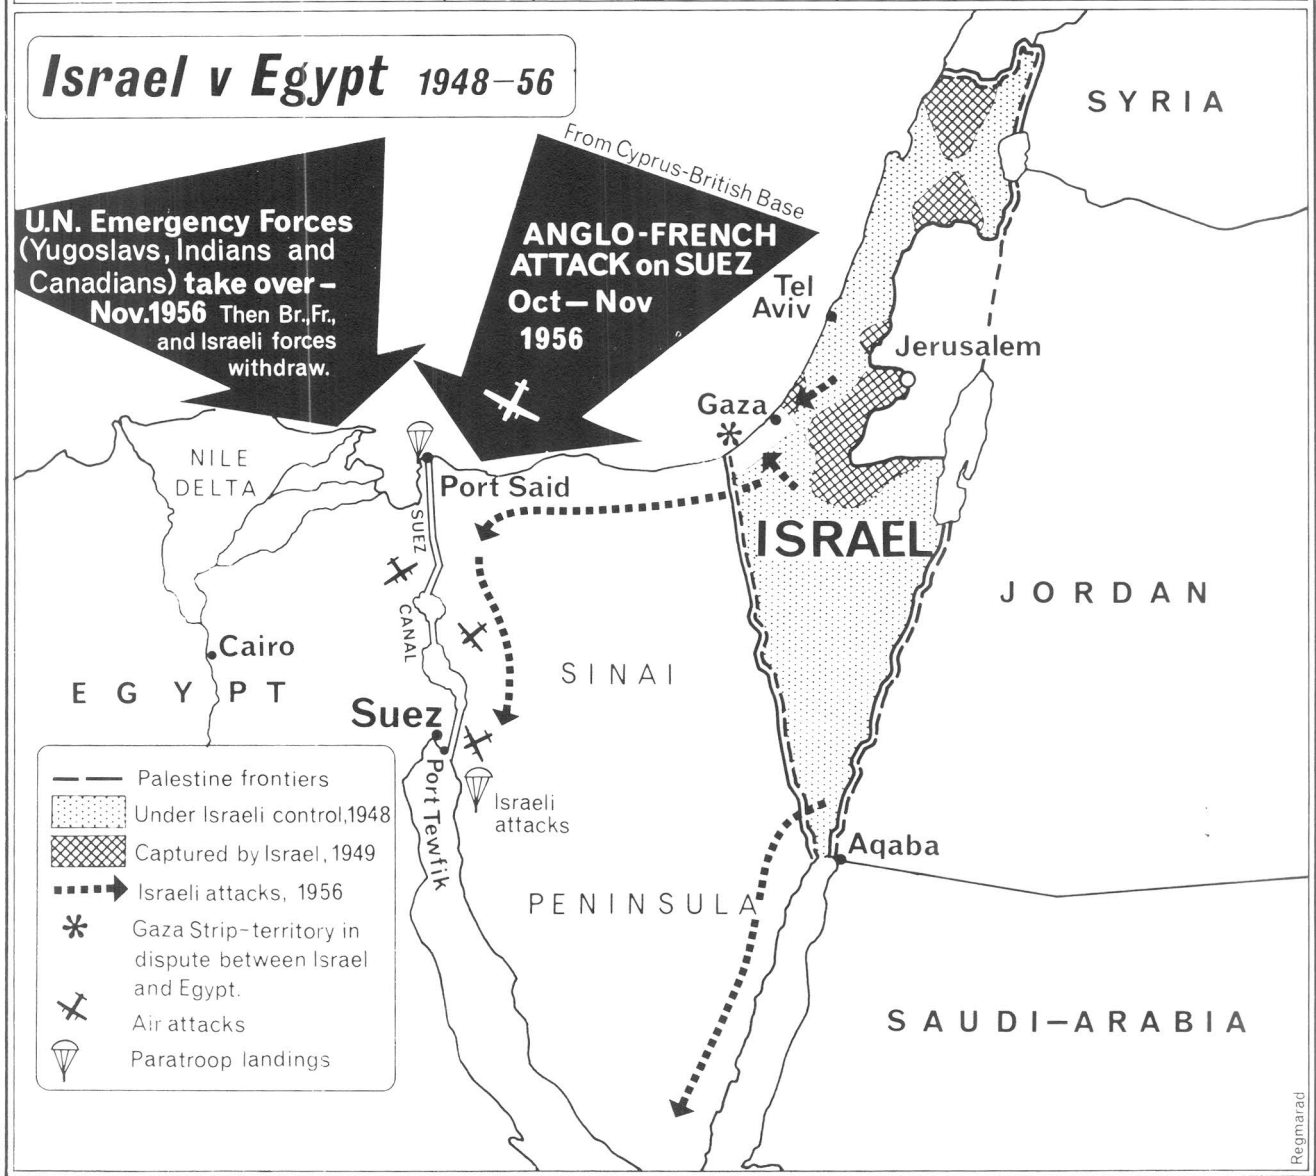 Israel v Egypt 1948–56
From Cyprus-British Base
U.N. Emergency Forces
(Yugoslavs, Indians and
Canadians) take over –
Nov.1956 Then Br.,Fr.,
and Israeli forces
withdraw.
ANGLO-FRENCH
ATTACK on SUEZ
Oct – Nov
1956
SYRIA
Tel
Aviv
Jerusalem
Gaza
NILE
DELTA
Port Said
SUEZ
CANAL
ISRAEL
JORDAN
Cairo
SINAI
EGYPT
Suez
Port Tewfik
Israeli
attacks
Aqaba
PENINSULA
SAUDI–ARABIA
Palestine frontiers
Under Israeli control,1948
Captured by Israel, 1949
Israeli attacks, 1956
Gaza Strip-territory in
dispute between Israel
and Egypt.
Air attacks
Paratroop landings
Regmarad